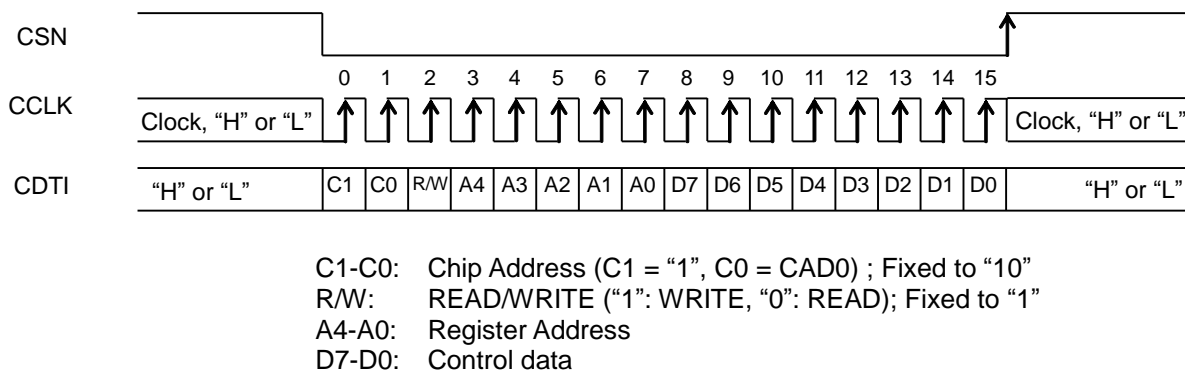 CSN
0 1 2 3 4 5 6 7 8 9 10 11 12 13 14 15
CCLK
Clock, “H” or “L”
Clock, “H” or “L”
CDTI
“H” or “L”
C1 C0 R/W A4 A3 A2 A1 A0 D7 D6 D5 D4 D3 D2 D1 D0
“H” or “L”
C1-C0: Chip Address (C1 = “1”, C0 = CAD0) ; Fixed to “10”
R/W: READ/WRITE (“1”: WRITE, “0”: READ); Fixed to “1”
A4-A0: Register Address
D7-D0: Control data